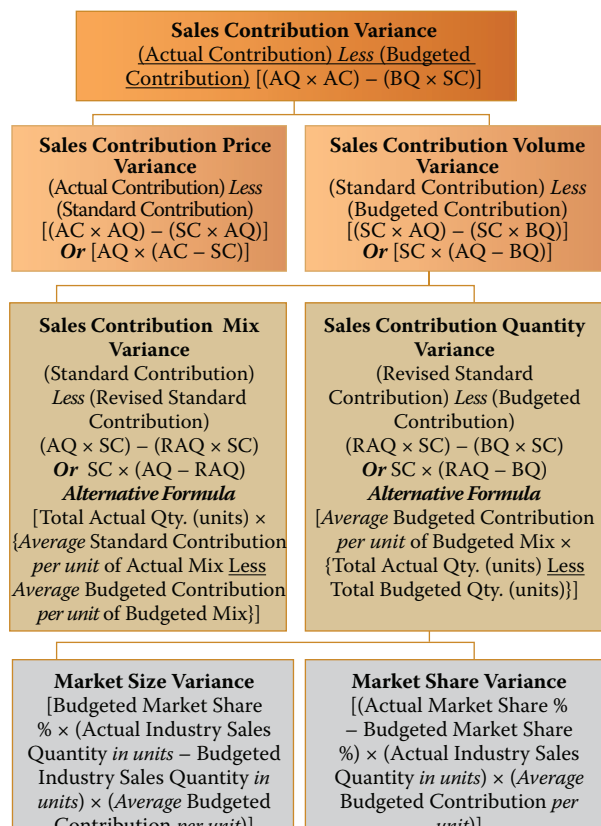 Sales Contribution Variance
(Actual Contribution) Less (Budgeted
Contribution) [(AQ × AC) – (BQ × SC)]
Sales Contribution Price
Variance
(Actual Contribution) Less
(Standard Contribution)
[(AC × AQ) – (SC × AQ)]
Or [AQ × (AC – SC)]
Sales Contribution Volume
Variance
(Standard Contribution) Less
(Budgeted Contribution)
[(SC × AQ) – (SC × BQ)]
Or [SC × (AQ – BQ)]
Sales Contribution Mix
Variance
(Standard Contribution)
Less (Revised Standard
Contribution)
(AQ × SC) – (RAQ × SC)
Or SC × (AQ – RAQ)
Alternative Formula
[Total Actual Qty. (units) ×
{Average Standard Contribution
per unit of Actual Mix Less
Average Budgeted Contribution
per unit of Budgeted Mix}]
Sales Contribution Quantity
Variance
(Revised Standard
Contribution) Less (Budgeted
Contribution)
(RAQ × SC) – (BQ × SC)
Or SC × (RAQ – BQ)
Alternative Formula
[Average Budgeted Contribution
per unit of Budgeted Mix ×
{Total Actual Qty. (units) Less
Total Budgeted Qty. (units)}]
Market Size Variance
[Budgeted Market Share
% × (Actual Industry Sales
Quantity in units – Budgeted
Industry Sales Quantity in
units) × (Average Budgeted
Contribution per unit)]
Market Share Variance
[(Actual Market Share %
– Budgeted Market Share
%) × (Actual Industry Sales
Quantity in units) × (Average
Budgeted Contribution per
unit)]